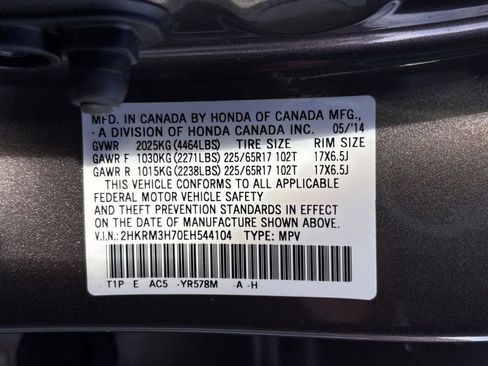 MFD. IN CANADA BY HONDA OF CANADA MFG.,
· A DIVISION OF HONDA CANADA INC. 05/'14
GVWR 2025KG(4464LBS) TIRE SIZE RIM SIZE
GAWR F 1030KG(2271LBS) 225/65R17 102T 17X6.5J
GAWR R 1015KG(2238LBS) 225/65R17 102T 17X6.5J
THIS VEHICLE CONFORMS TO ALL APPLICABLE
FEDERAL MOTOR VEHICLE SAFETY
AND THEFT PREVENTION STANDARDS IN EFFECT
ON THE DATE OF MANUFACTURE SHOWN ABOVE.
V.I.N.: 2HKRM3H70EH544104 TYPE: MPV
T1P E AC5 -YR578M -A -H